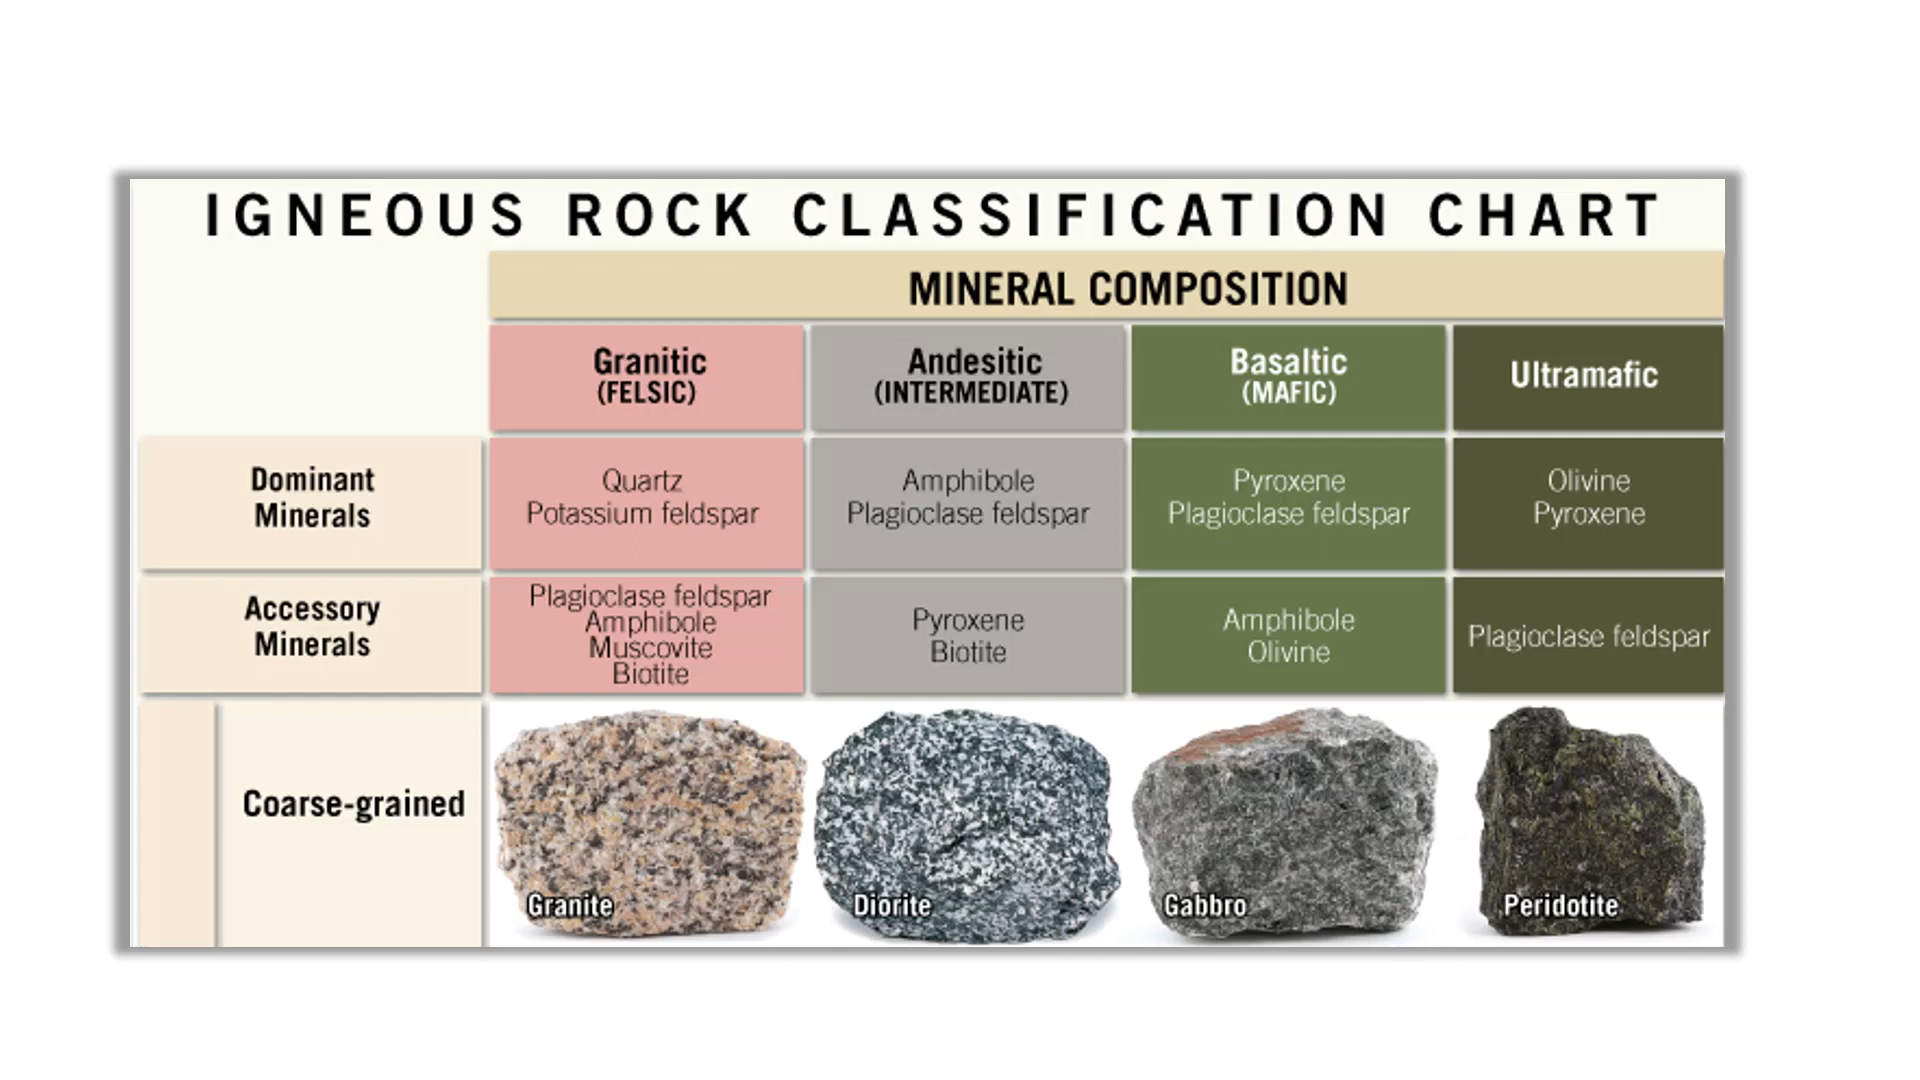 IGNEOUS ROCK CLASSIFICATION CHART
MINERAL COMPOSITION
Granitic
(FELSIC)
Andesitic
(INTERMEDIATE)
Basaltic
(MAFIC)
Ultramafic
Dominant
Minerals
Quartz
Potassium feldspar
Amphibole
Plagioclase feldspar
Pyroxene
Plagioclase feldspar
Olivine
Pyroxene
Accessory
Minerals
Plagioclase feldspar
Amphibole
Muscovite
Biotite
Pyroxene
Biotite
Amphibole
Olivine
Plagioclase feldspar
Coarse-grained
Granite
Diorite
Gabbro
Peridotite